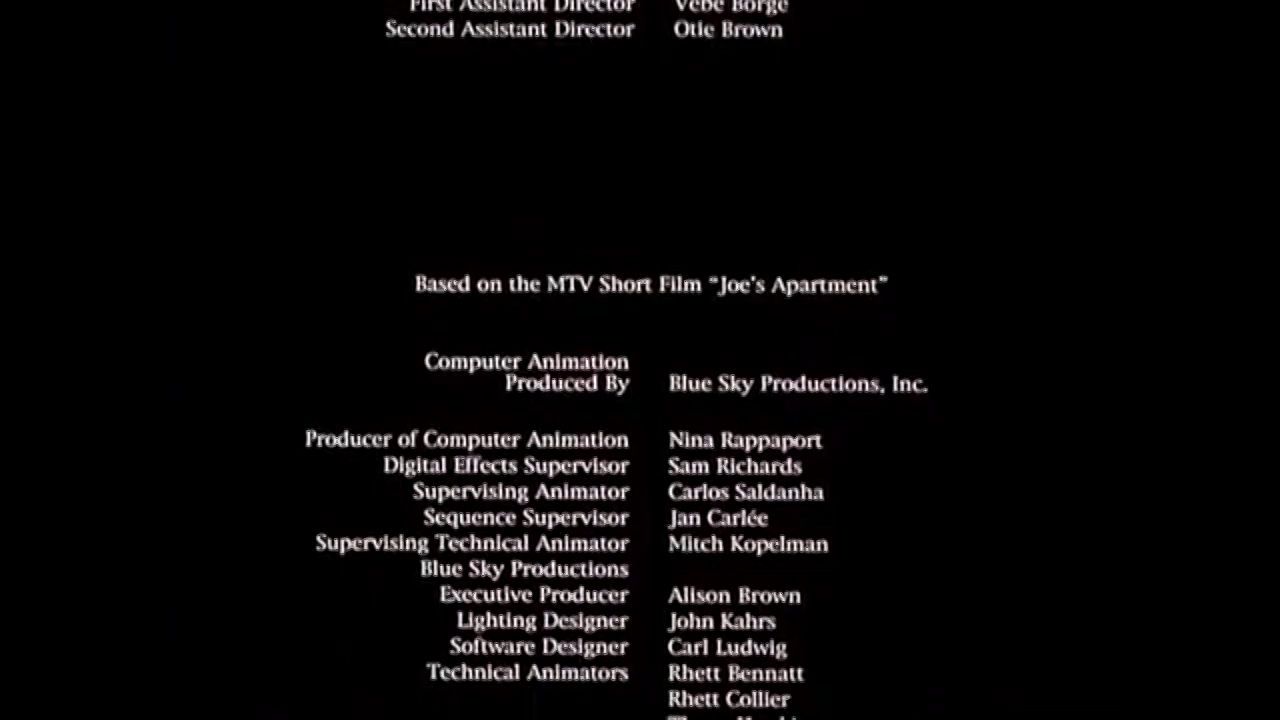 First Assistant Director Vebe Borge
Second Assistant Director Otie Brown
Based on the MTV Short Film "Joe's Apartment"
Computer Animation
Produced By Blue Sky Productions, Inc.
Producer of Computer Animation Nina Rappaport
Digital Effects Supervisor Sam Richards
Supervising Animator Carlos Saldanha
Sequence Supervisor Jan Carlée
Supervising Technical Animator Mitch Kopelman
Blue Sky Productions
Executive Producer Alison Brown
Lighting Designer John Kahrs
Software Designer Carl Ludwig
Technical Animators Rhett Bennatt
Rhett Collier